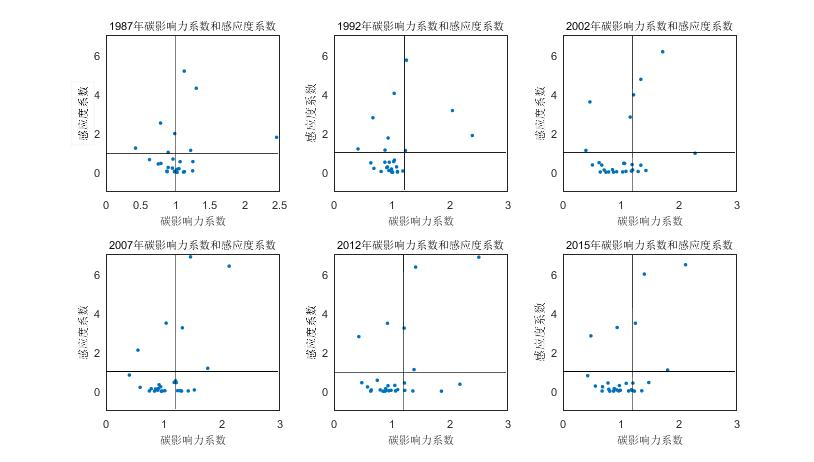 1987年碳影响力系数和感应度系数
感应度系数
6
4
2
0
0 0.5 1 1.5 2 2.5
碳影响力系数
1992年碳影响力系数和感应度系数
感应度系数
6
4
2
0
0 1 2 3
碳影响力系数
2002年碳影响力系数和感应度系数
感应度系数
6
4
2
0
0 1 2 3
碳影响力系数
2007年碳影响力系数和感应度系数
感应度系数
6
4
2
0
0 1 2 3
碳影响力系数
2012年碳影响力系数和感应度系数
感应度系数
6
4
2
0
0 1 2 3
碳影响力系数
2015年碳影响力系数和感应度系数
感应度系数
6
4
2
0
0 1 2 3
碳影响力系数